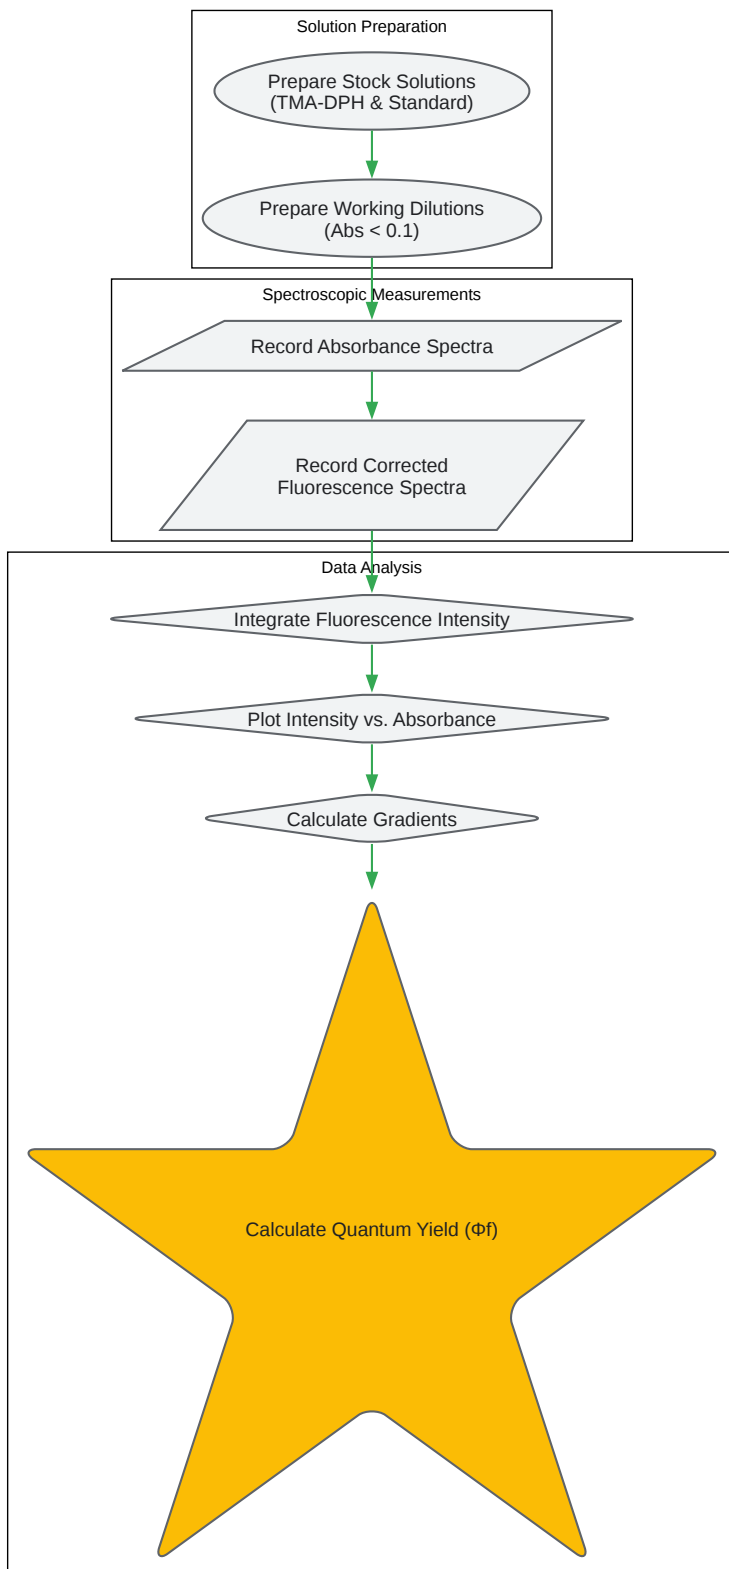 Solution Preparation
Prepare Stock Solutions
(TMA-DPH & Standard)
Prepare Working Dilutions
(Abs < 0.1)
Spectroscopic Measurements
Record Absorbance Spectra
Record Corrected
Fluorescence Spectra
Data Analysis
Integrate Fluorescence Intensity
Plot Intensity vs. Absorbance
Calculate Gradients
Calculate Quantum Yield (Φf)